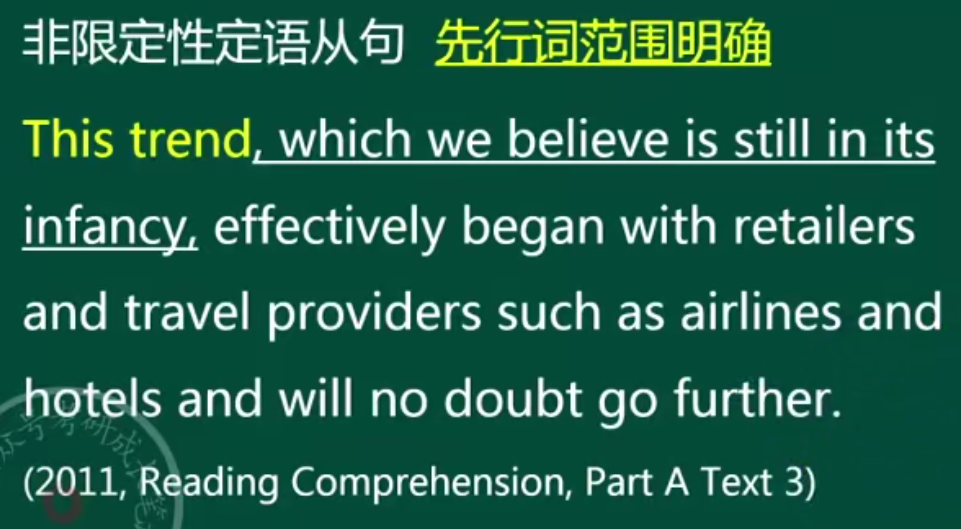 非限定性定语从句 先行词范围明确
This trend, which we believe is still in its
infancy, effectively began with retailers
and travel providers such as airlines and
hotels and will no doubt go further.
(2011, Reading Comprehension, Part A Text 3)